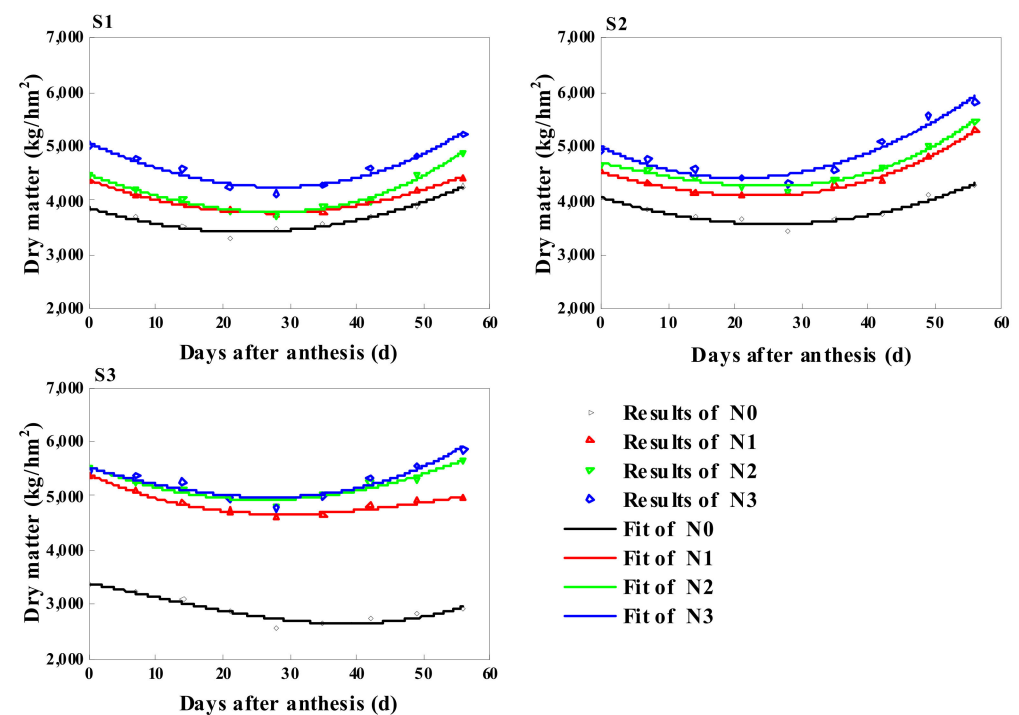 S1
7,000
6,000
5,000
4,000
3,000
2,000
0 10 20 30 40 50 60
Dry matter (kg/hm²)
Days after anthesis (d)
S2
7,000
6,000
5,000
4,000
3,000
2,000
0 10 20 30 40 50 60
Dry matter (kg/hm²)
Days after anthesis (d)
S3
7,000
6,000
5,000
4,000
3,000
2,000
0 10 20 30 40 50 60
Dry matter (kg/hm²)
Days after anthesis (d)
Results of N0
Results of N1
Results of N2
Results of N3
Fit of N0
Fit of N1
Fit of N2
Fit of N3